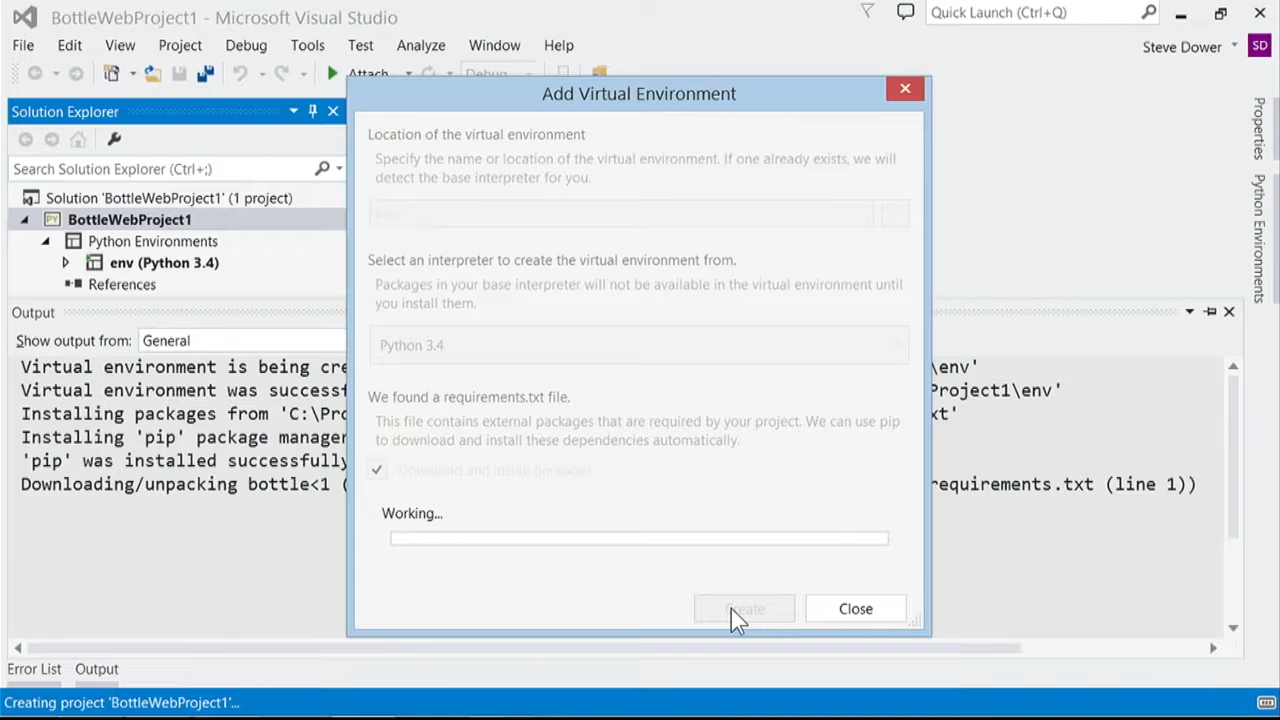 BottleWebProject1 - Microsoft Visual Studio
Quick Launch (Ctrl+Q)
File Edit View Project Debug Tools Test Analyze Window Help
Steve Dower SD
Attach Debug
Solution Explorer
Search Solution Explorer (Ctrl+;)
Solution 'BottleWebProject1' (1 project)
BottleWebProject1
Python Environments
env (Python 3.4)
References
Properties
Python Environments
Add Virtual Environment
Location of the virtual environment
Specify the name or location of the virtual environment. If one already exists, we will
detect the base interpreter for you.
Select an interpreter to create the virtual environment from.
Packages in your base interpreter will not be available in the virtual environment until
you install them.
Python 3.4
We found a requirements.txt file.
This file contains external packages that are required by your project. We can use pip
to download and install these dependencies automatically.
Download and install packages
Working...
Create Close
Output
Show output from: General
Virtual environment is being cre \env'
Virtual environment was successf Project1\env'
Installing packages from 'C:\Pro xt'
Installing 'pip' package manager
'pip' was installed successfully
Downloading/unpacking bottle<1 ( requirements.txt (line 1))
Error List Output
Creating project 'BottleWebProject1'...